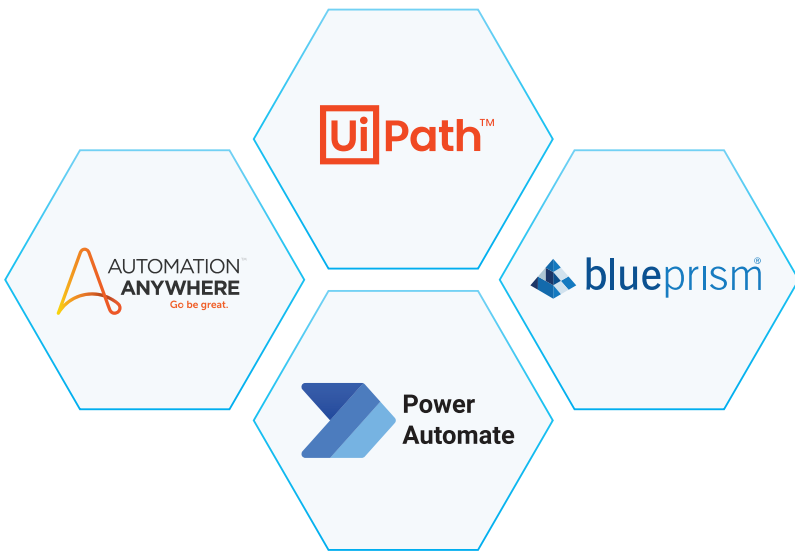 UiPath™
AUTOMATION™
ANYWHERE
Go be great.
blueprism®
Power
Automate